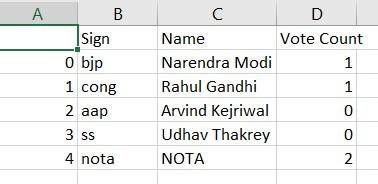 A B C D
Sign Name Vote Count
0 bjp Narendra Modi 1
1 cong Rahul Gandhi 1
2 aap Arvind Kejriwal 0
3 ss Udhav Thakrey 0
4 nota NOTA 2